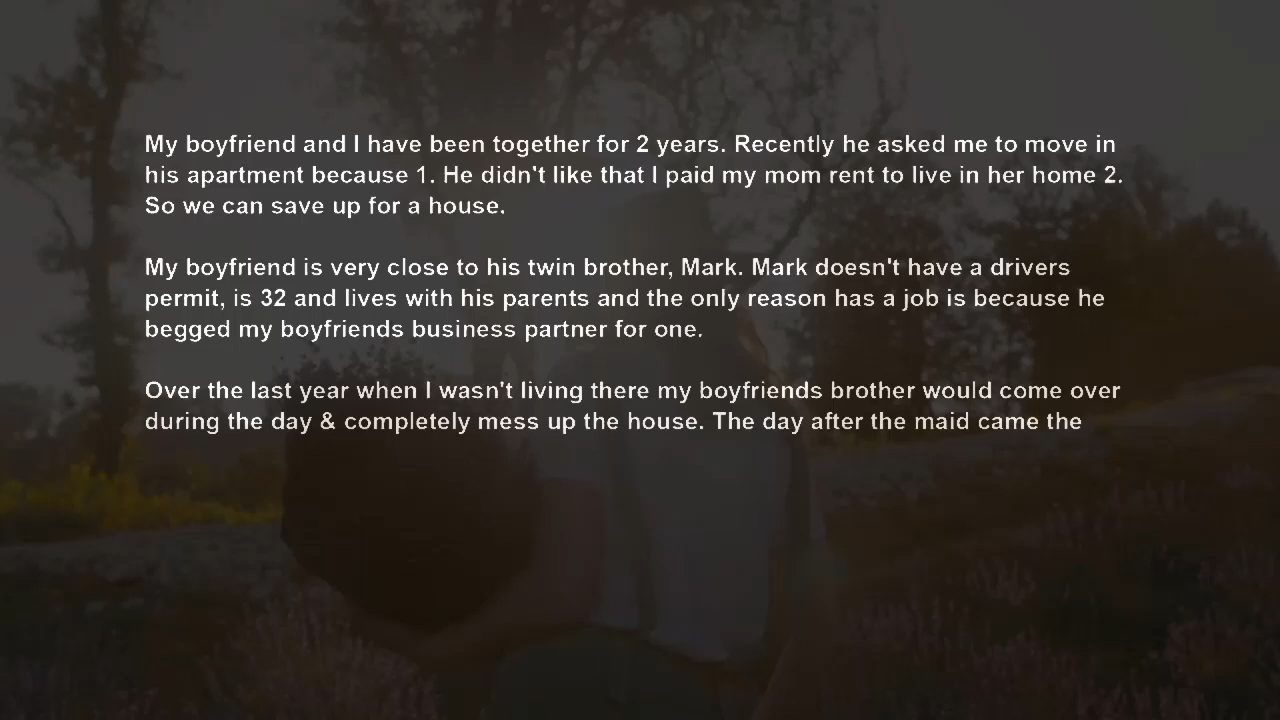 My boyfriend and I have been together for 2 years. Recently he asked me to move in
his apartment because 1. He didn't like that I paid my mom rent to live in her home 2.
So we can save up for a house.
My boyfriend is very close to his twin brother, Mark. Mark doesn't have a drivers
permit, is 32 and lives with his parents and the only reason has a job is because he
begged my boyfriends business partner for one.
Over the last year when I wasn't living there my boyfriends brother would come over
during the day & completely mess up the house. The day after the maid came the